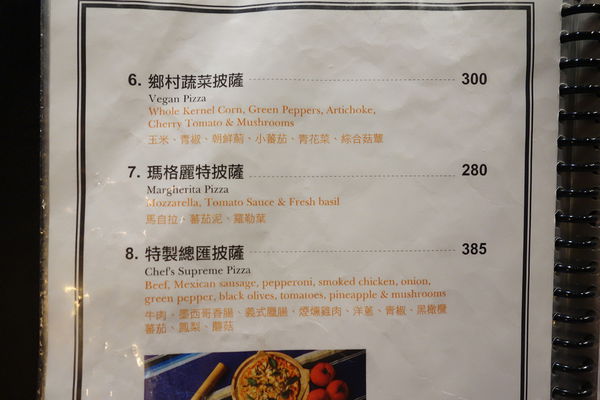 6. 鄉村蔬菜披薩 300
Vegan Pizza
Whole Kernel Corn, Green Peppers, Artichoke,
Cherry Tomato & Mushrooms
玉米、青椒、朝鮮薊、小蕃茄、青花菜、綜合菇蕈
7. 瑪格麗特披薩 280
Margherita Pizza
Mozzarella, Tomato Sauce & Fresh basil
馬自拉、蕃茄泥、羅勒葉
8. 特製總匯披薩 385
Chef's Supreme Pizza
Beef, Mexican sausage, pepperoni, smoked chicken, onion,
green pepper, black olives, tomatoes, pineapple & mushrooms
牛肉、墨西哥香腸、義式臘腸、煙燻雞肉、洋蔥、青椒、黑橄欖
蕃茄、鳳梨、蘑菇